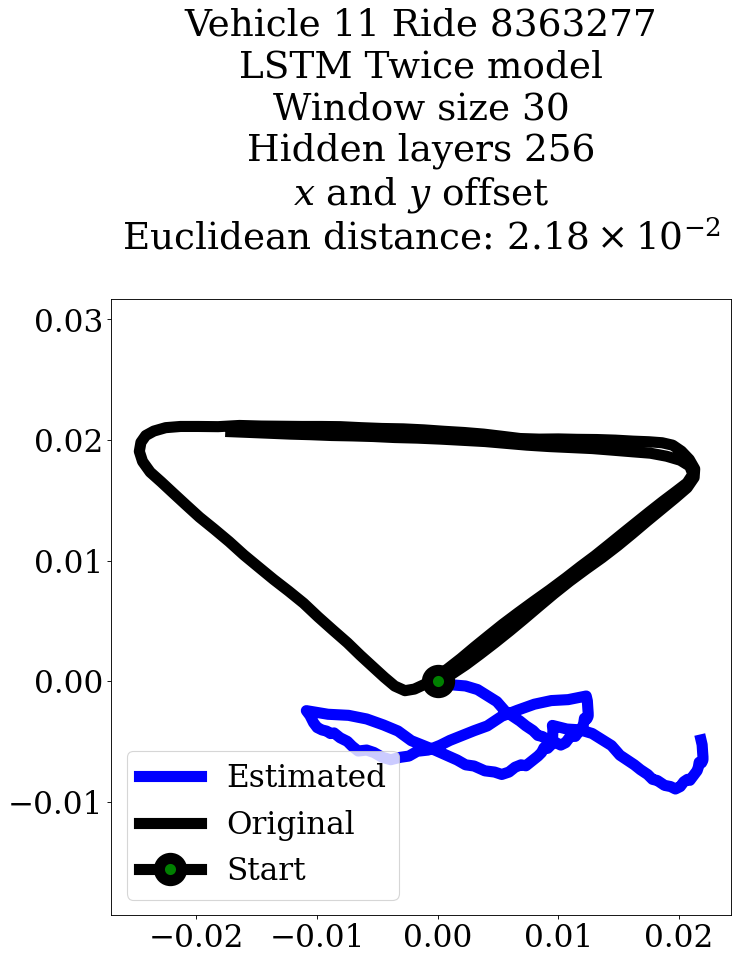 Vehicle 11 Ride 8363277
LSTM Twice model
Window size 30
Hidden layers 256
x and y offset
Euclidean distance: 2.18 × 10⁻²
0.03
0.02
0.01
0.00
−0.01
Estimated
Original
Start
−0.02 −0.01 0.00 0.01 0.02